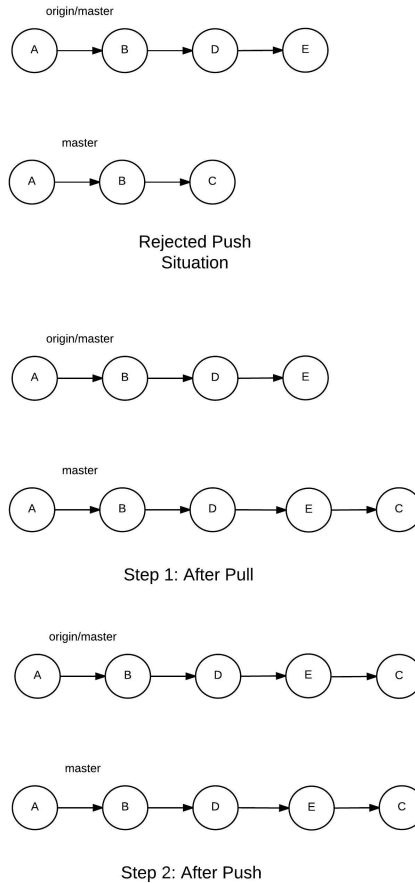 origin/master
A B D E
master
A B C
Rejected Push
Situation
origin/master
A B D E
master
A B D E C
Step 1: After Pull
origin/master
A B D E C
master
A B D E C
Step 2: After Push